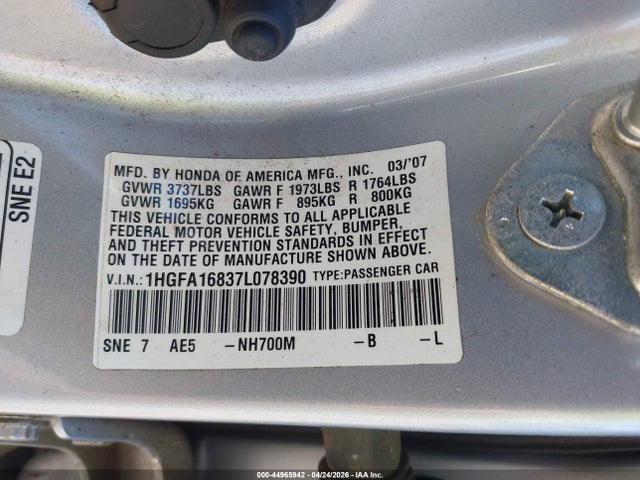 SNE E2
MFD. BY HONDA OF AMERICA MFG., INC. 03/'07
GVWR 3737LBS GAWR F 1973LBS R 1764LBS
GVWR 1695KG GAWR F 895KG R 800KG
THIS VEHICLE CONFORMS TO ALL APPLICABLE
FEDERAL MOTOR VEHICLE SAFETY, BUMPER,
AND THEFT PREVENTION STANDARDS IN EFFECT
ON THE DATE OF MANUFACTURE SHOWN ABOVE.
V.I.N.: 1HGFA16837L078390 TYPE:PASSENGER CAR
SNE 7 AE5 –NH700M –B –L
000-44965942 - 04/24/2026 - IAA Inc.